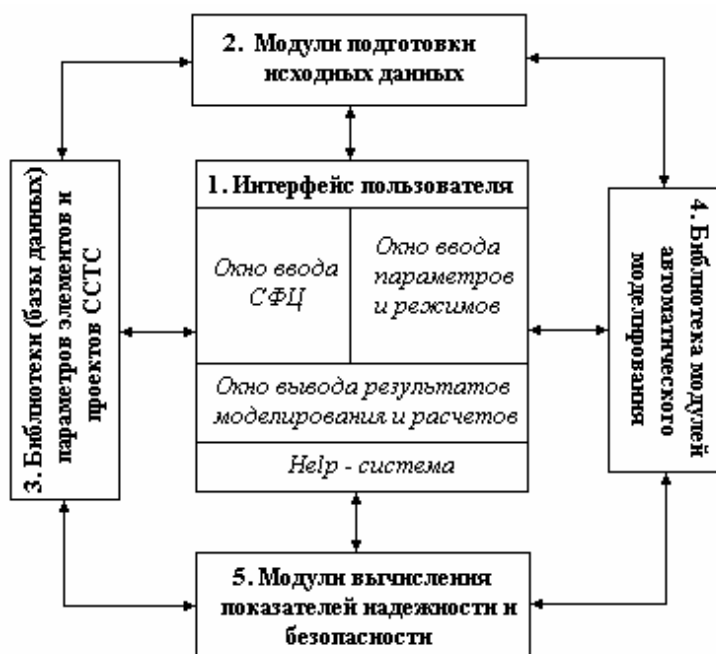 2. Модули подготовки
исходных данных
1. Интерфейс пользователя
Окно ввода
СФЦ
Окно ввода
параметров
и режимов
Окно вывода результатов
моделирования и расчетов
Help - система
3. Библиотеки (базы данных)
параметров элементов и
проектов ССТС
4. Библиотека модулей
автоматического
моделирования
5. Модули вычисления
показателей надежности и
безопасности